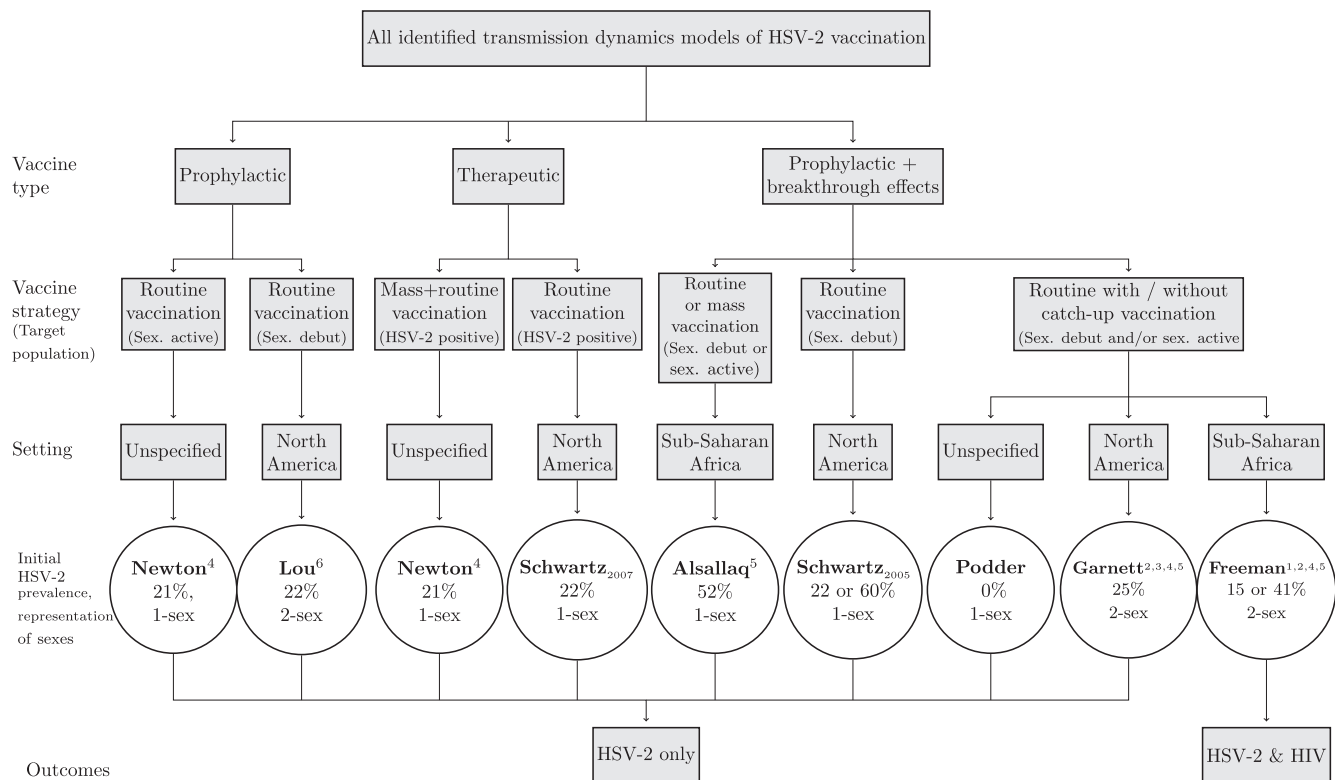 All identified transmission dynamics models of HSV-2 vaccination
Vaccine
type
Prophylactic
Therapeutic
Prophylactic +
breakthrough effects
Vaccine
strategy
(Target
population)
Routine
vaccination
(Sex. active)
Routine
vaccination
(Sex. debut)
Mass+routine
vaccination
(HSV-2 positive)
Routine
vaccination
(HSV-2 positive)
Routine
or mass
vaccination
(Sex. debut or
sex. active)
Routine
vaccination
(Sex. debut)
Routine with / without
catch-up vaccination
(Sex. debut and/or sex. active
Setting
Unspecified
North
America
Unspecified
North
America
Sub-Saharan
Africa
North
America
Unspecified
North
America
Sub-Saharan
Africa
Initial
HSV-2
prevalence,
representation
of sexes
Newton⁴
21%,
1-sex
Lou⁶
22%
2-sex
Newton⁴
21%
1-sex
Schwartz₂₀₀₇
22%
1-sex
Alsallaq⁵
52%
1-sex
Schwartz₂₀₀₅
22 or 60%
1-sex
Podder
0%
1-sex
Garnett²,³,⁴,⁵
25%
2-sex
Freeman¹,²,⁴,⁵
15 or 41%
2-sex
Outcomes
HSV-2 only
HSV-2 & HIV